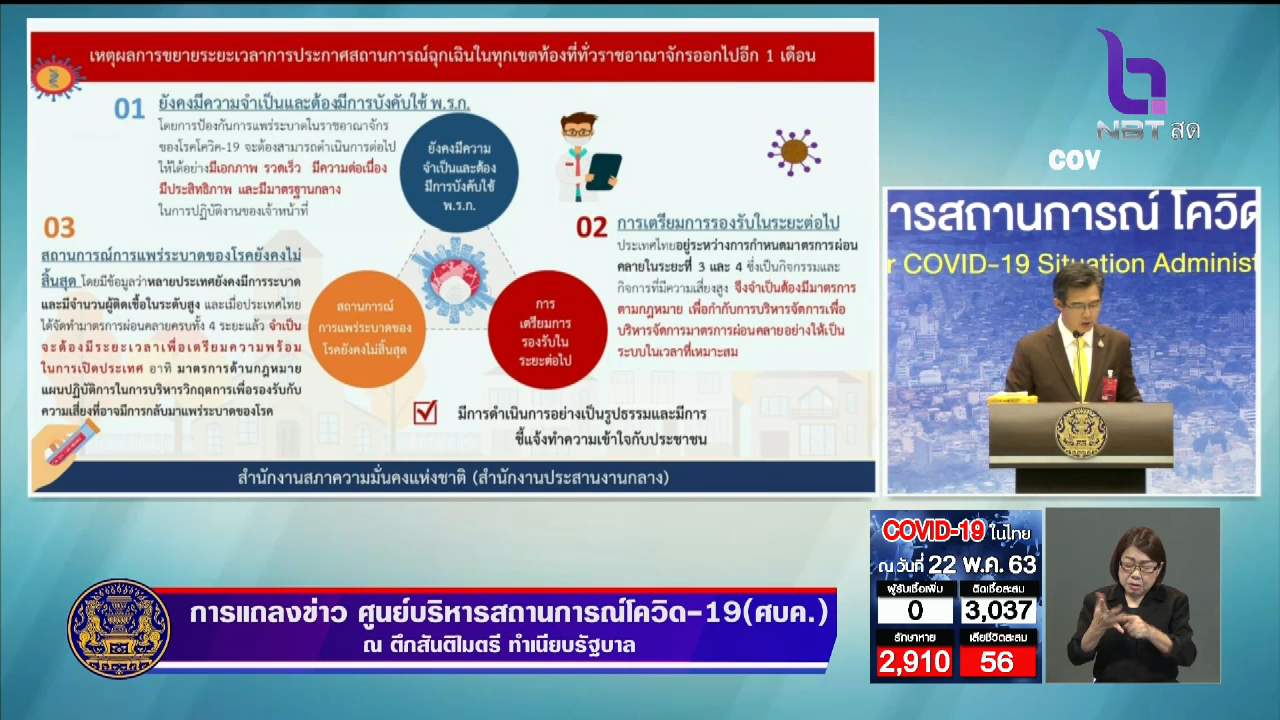 เหตุผลการขยายระยะเวลาการประกาศสถานการณ์ฉุกเฉินในทุกเขตท้องที่ทั่วราชอาณาจักรออกไปอีก 1 เดือน
01
ยังคงมีความจำเป็นและต้องมีการบังคับใช้ พ.ร.ก.
โดยการป้องกันการแพร่ระบาดในราชอาณาจักร
ของโรคโควิค-19 จะต้องสามารถดำเนินการต่อไป
ให้ได้อย่างมีเอกภาพ รวดเร็ว มีความต่อเนื่อง
มีประสิทธิภาพ และมีมาตรฐานกลาง
ในการปฏิบัติงานของเจ้าหน้าที่
ยังคงมีความ
จำเป็นและต้อง
มีการบังคับใช้
พ.ร.ก.
02
การเตรียมการรองรับในระยะต่อไป
ประเทศไทยอยู่ระหว่างการกำหนดมาตรการผ่อน
คลายในระยะที่ 3 และ 4 ซึ่งเป็นกิจกรรมและ
กิจการที่มีความเสี่ยงสูง จึงจำเป็นต้องมีมาตรการ
ตามกฎหมาย เพื่อกำกับการบริหารจัดการเพื่อ
บริหารจัดการมาตรการผ่อนคลายอย่างให้เป็น
ระบบในเวลาที่เหมาะสม
การ
เตรียมการ
รองรับใน
ระยะต่อไป
03
สถานการณ์การแพร่ระบาดของโรคยังคงไม่
สิ้นสุด โดยมีข้อมูลว่าหลายประเทศยังคงมีการระบาด
และมีจำนวนผู้ติดเชื้อในระดับสูง และเมื่อประเทศไทย
ได้จัดทำมาตรการผ่อนคลายครบทั้ง 4 ระยะแล้ว จำเป็น
จะต้องมีระยะเวลาเพื่อเตรียมความพร้อม
ในการเปิดประเทศ อาทิ มาตรการด้านกฎหมาย
แผนปฏิบัติการในการบริหารวิกฤตการเพื่อรองรับกับ
ความเสี่ยงที่อาจมีการกลับมาแพร่ระบาดของโรค
สถานการณ์
การแพร่ระบาดของ
โรคยังคงไม่สิ้นสุด
มีการดำเนินการอย่างเป็นรูปธรรมและมีการ
ชี้แจงทำความเข้าใจกับประชาชน
สำนักงานสภาความมั่นคงแห่งชาติ (สำนักงานประสานงานกลาง)
NBT สด
COV
ารสถานการณ์ โควิด
r COVID-19 Situation Administ
COVID-19 ในไทย
ณ วันที่ 22 พ.ค. 63
ผู้รับเชื้อเพิ่ม ติดเชื้อสะสม
0 3,037
รักษาหาย เสียชีวิตสะสม
2,910 56
การแถลงข่าว ศูนย์บริหารสถานการณ์โควิด-19(ศบค.)
ณ ตึกสันติไมตรี ทำเนียบรัฐบาล